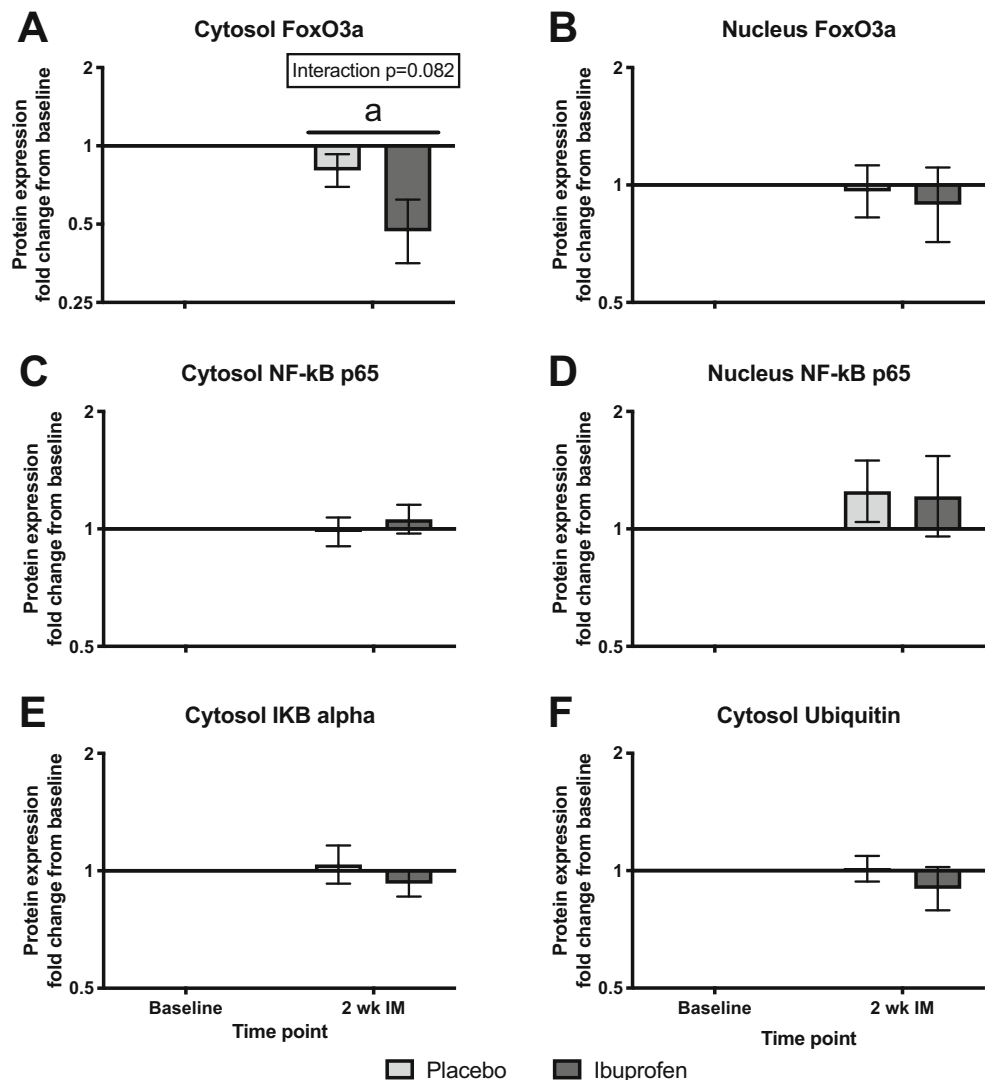 A
Cytosol FoxO3a
Interaction p=0.082
a
Protein expression
fold change from baseline
2
1
0.5
0.25
B
Nucleus FoxO3a
Protein expression
fold change from baseline
2
1
0.5
C
Cytosol NF-kB p65
Protein expression
fold change from baseline
2
1
0.5
D
Nucleus NF-kB p65
Protein expression
fold change from baseline
2
1
0.5
E
Cytosol IKB alpha
Protein expression
fold change from baseline
2
1
0.5
Baseline
2 wk IM
Time point
F
Cytosol Ubiquitin
Protein expression
fold change from baseline
2
1
0.5
Baseline
2 wk IM
Time point
Placebo
Ibuprofen